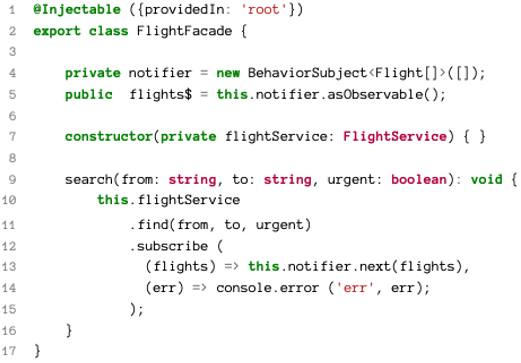 1 @Injectable ({providedIn: 'root'})
2 export class FlightFacade {
3
4     private notifier = new BehaviorSubject<Flight[]>([]);
5     public  flights$ = this.notifier.asObservable();
6
7     constructor(private flightService: FlightService) { }
8
9     search(from: string, to: string, urgent: boolean): void {
10         this.flightService
11             .find(from, to, urgent)
12             .subscribe (
13               (flights) => this.notifier.next(flights),
14               (err) => console.error ('err', err);
15             );
16     }
17 }